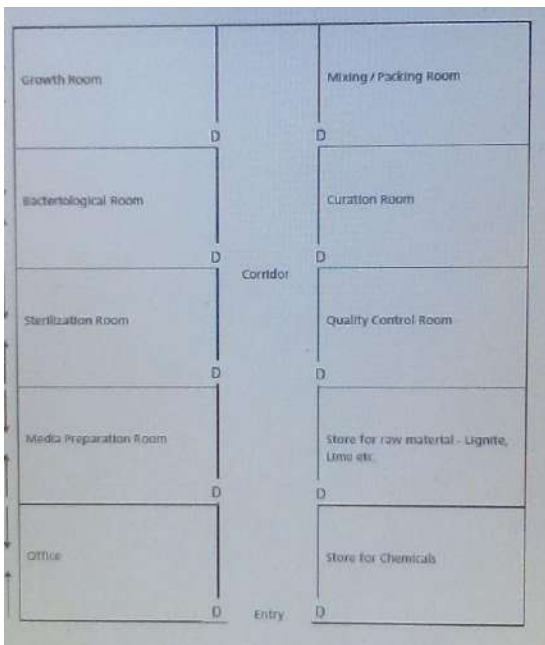 Growth Room
Mixing / Packing Room
D
D
Bacteriological Room
Curation Room
D
D
Corridor
Sterilization Room
Quality Control Room
D
D
Media Preparation Room
Store for raw material - Lignite,
Lime etc.
D
D
Office
Store for Chemicals
D
Entry
D